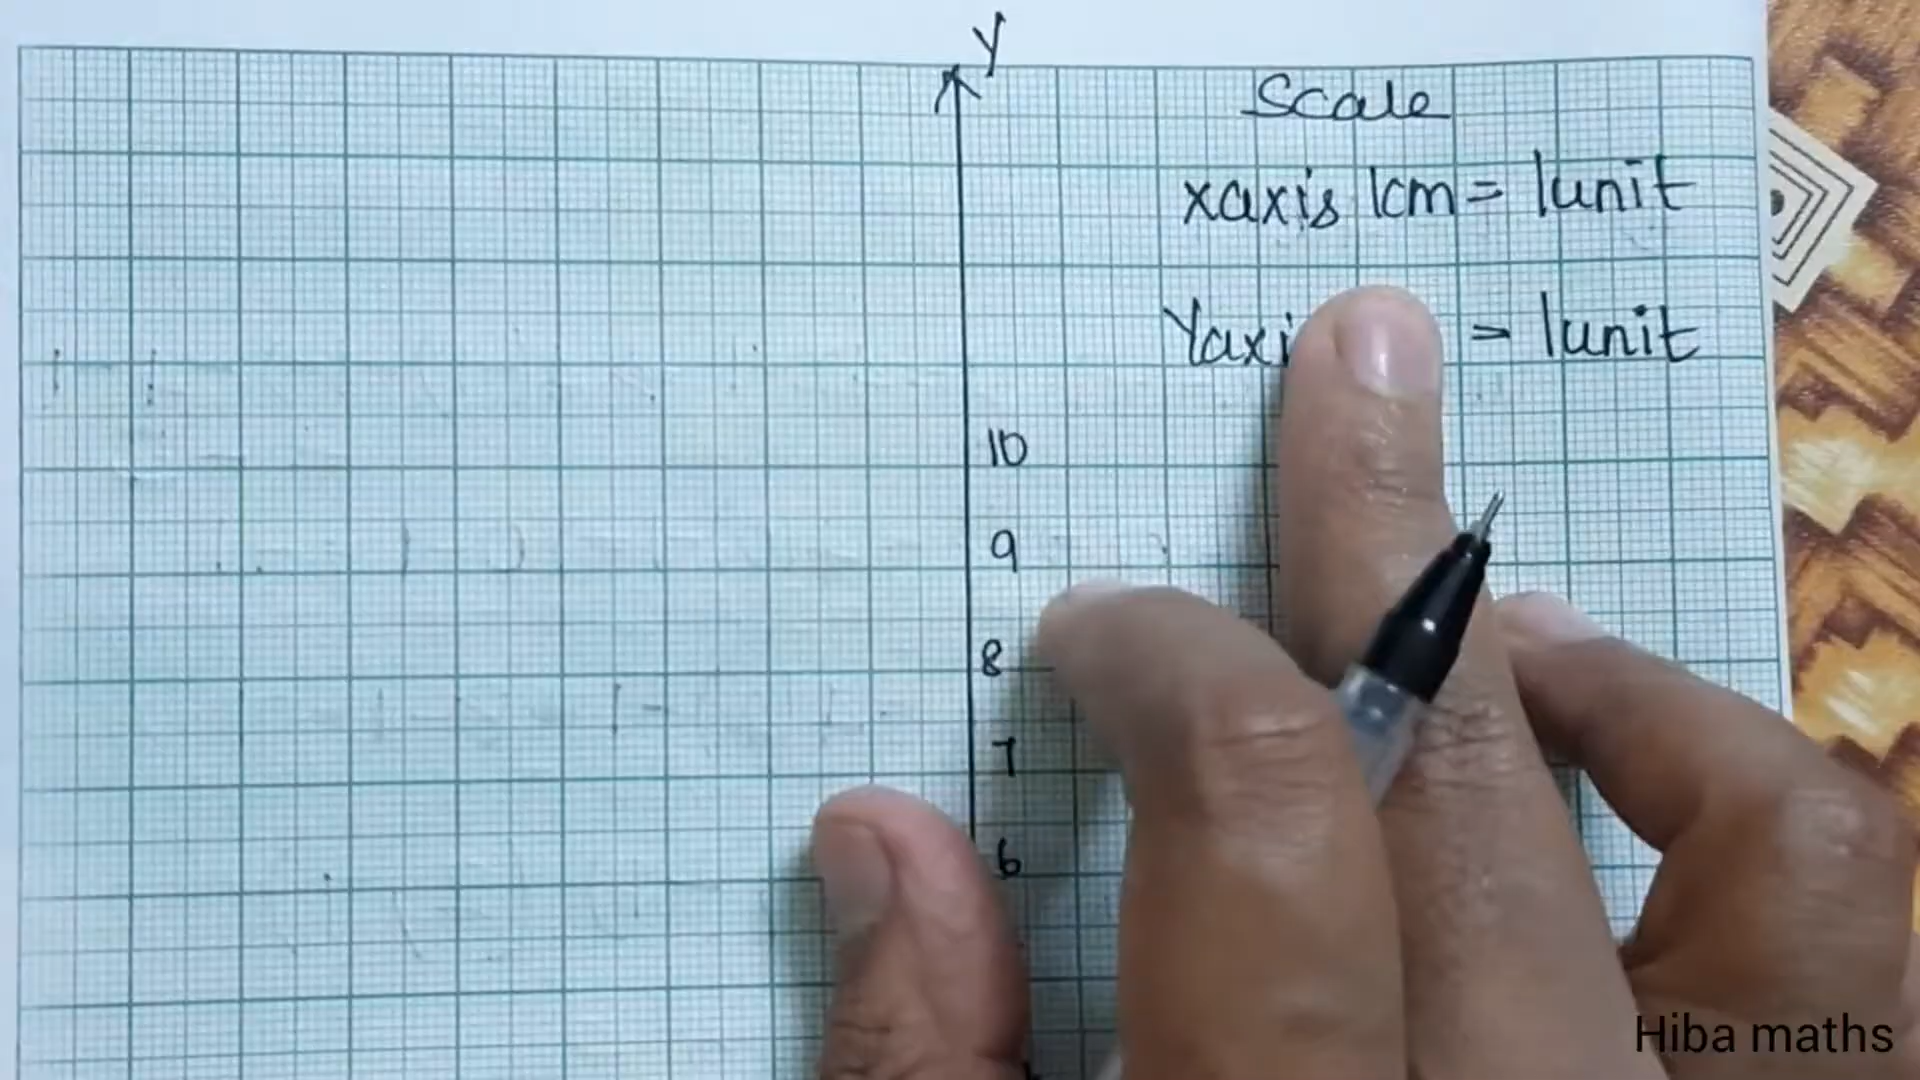 Y
Scale
xaxis 1cm = 1unit
Yaxi = 1unit
10
9
8
7
6
Hiba maths